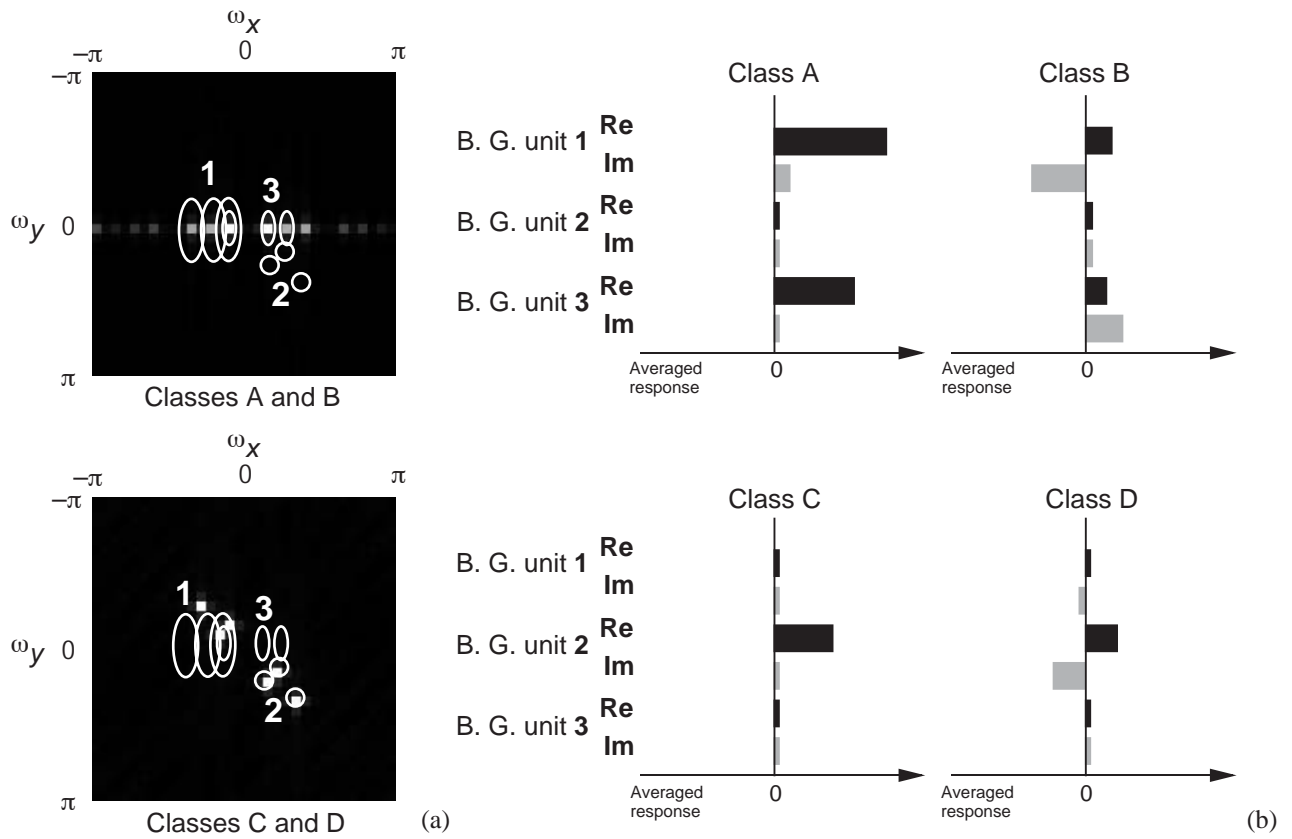 ωx
−π 0 π
−π
1 3
ωy 0
2
π
Classes A and B
Class A Class B
B. G. unit 1 Re
Im
B. G. unit 2 Re
Im
B. G. unit 3 Re
Im
Averaged response 0
Averaged response 0
ωx
−π 0 π
−π
1 3
ωy 0
2
π
Classes C and D
(a)
Class C Class D
B. G. unit 1 Re
Im
B. G. unit 2 Re
Im
B. G. unit 3 Re
Im
Averaged response 0
Averaged response 0
(b)